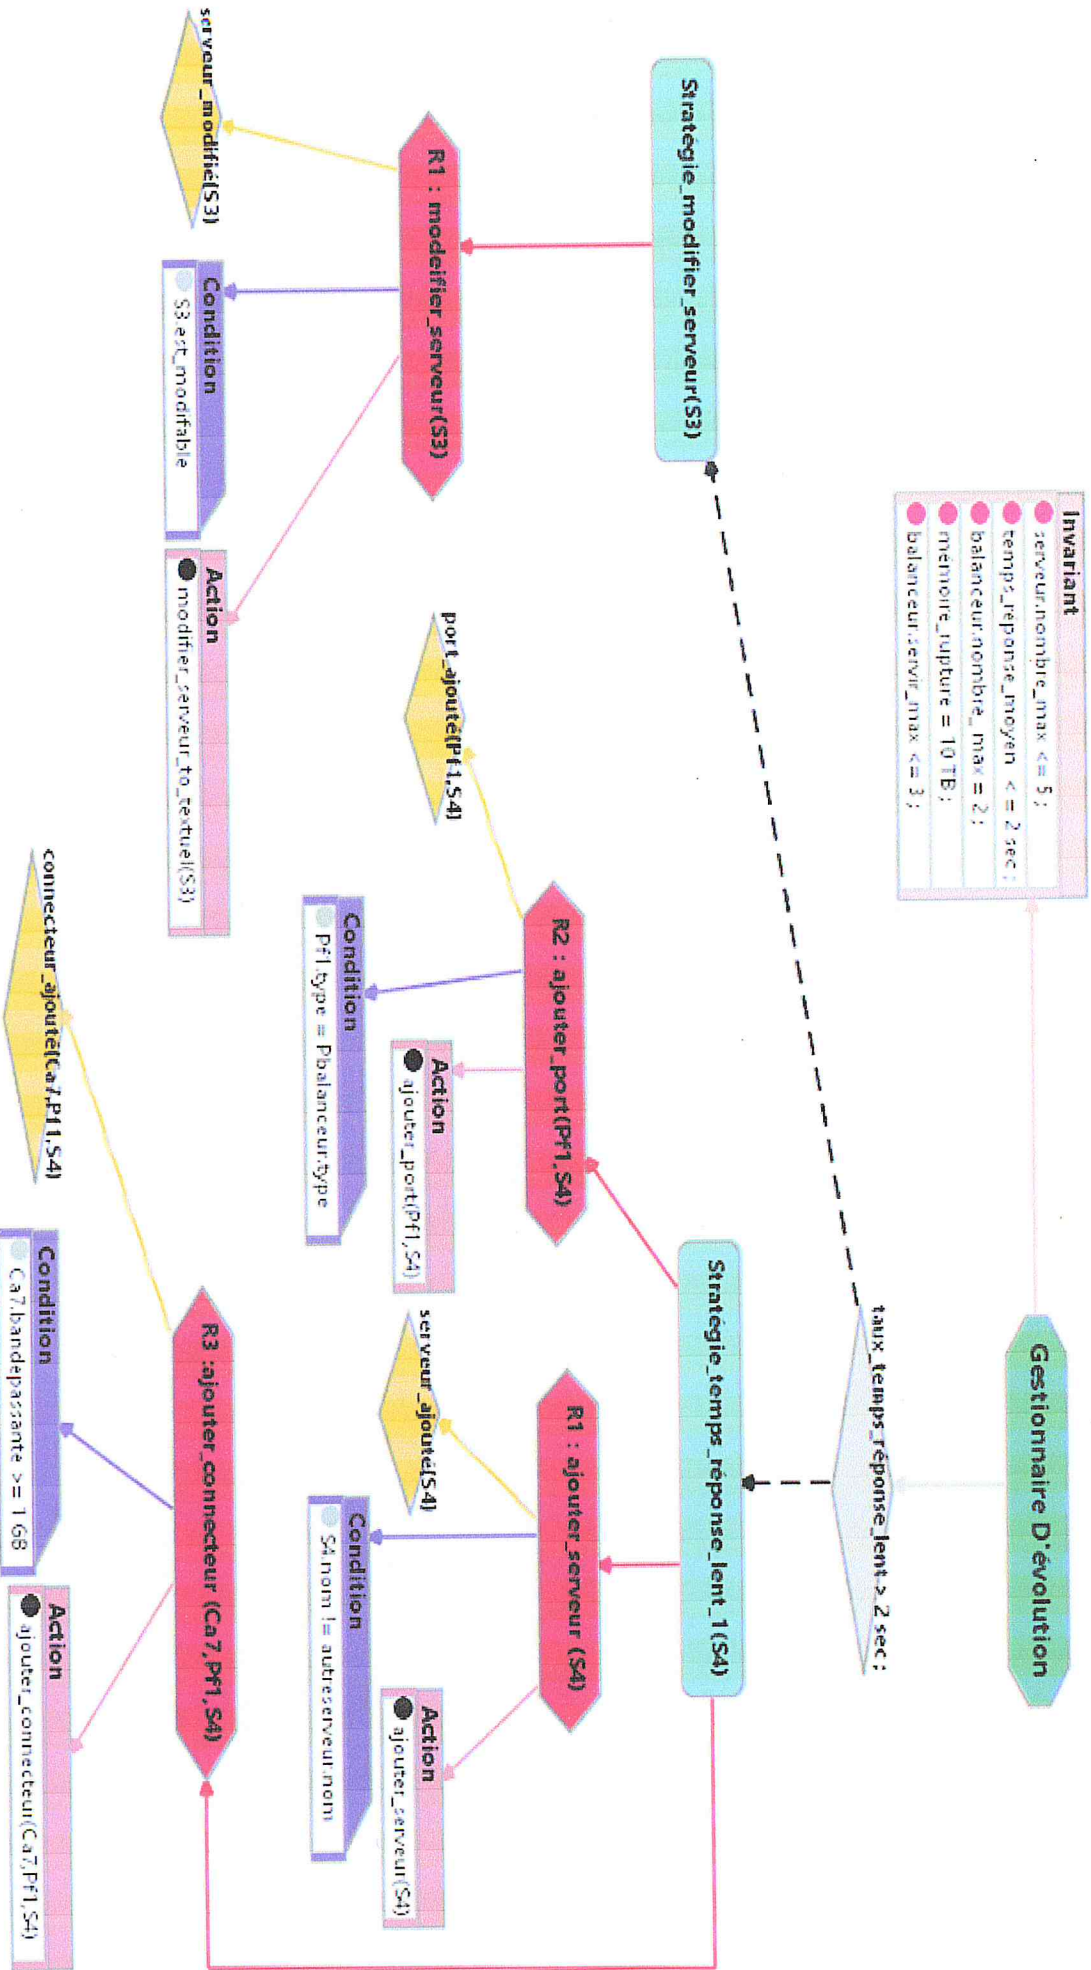 Gestionnaire D'évolution
Invariant
serveur.nombre_max <= 5 ;
temps_réponse_moyen < = 2 sec ;
balanceur.nombre_max = 2 ;
mémoire_rupture = 10 TB ;
balanceur.servir_max <= 3 ;
taux_temps_réponse_lent > 2 sec ;
Stratégie_modifier_serveur(S3)
Stratégie_temps_réponse_lent_1(S4)
R1 : modeifier_serveur(S3)
R2 : ajouter_port(Pf1,S4)
R1 : ajouter_serveur (S4)
serveur_modifié(S3)
Condition
S3.est_modifable
Action
modifier_serveur_to_textuel(S3)
port_ajouté(Pf1,S4)
Condition
Pf1.type = Pbalanceur.type
Action
ajouter_port(Pf1,S4)
serveur_ajouté(S4)
Condition
S4.nom != autreserveur.nom
Action
ajouter_serveur(S4)
R3 :ajouter_connecteur (Ca7,Pf1,S4)
connecteur_ajouté(Ca7,Pf1,S4)
Condition
Ca7.bandepassante >= 1 GB
Action
ajouter_connecteur(Ca7,Pf1,S4)